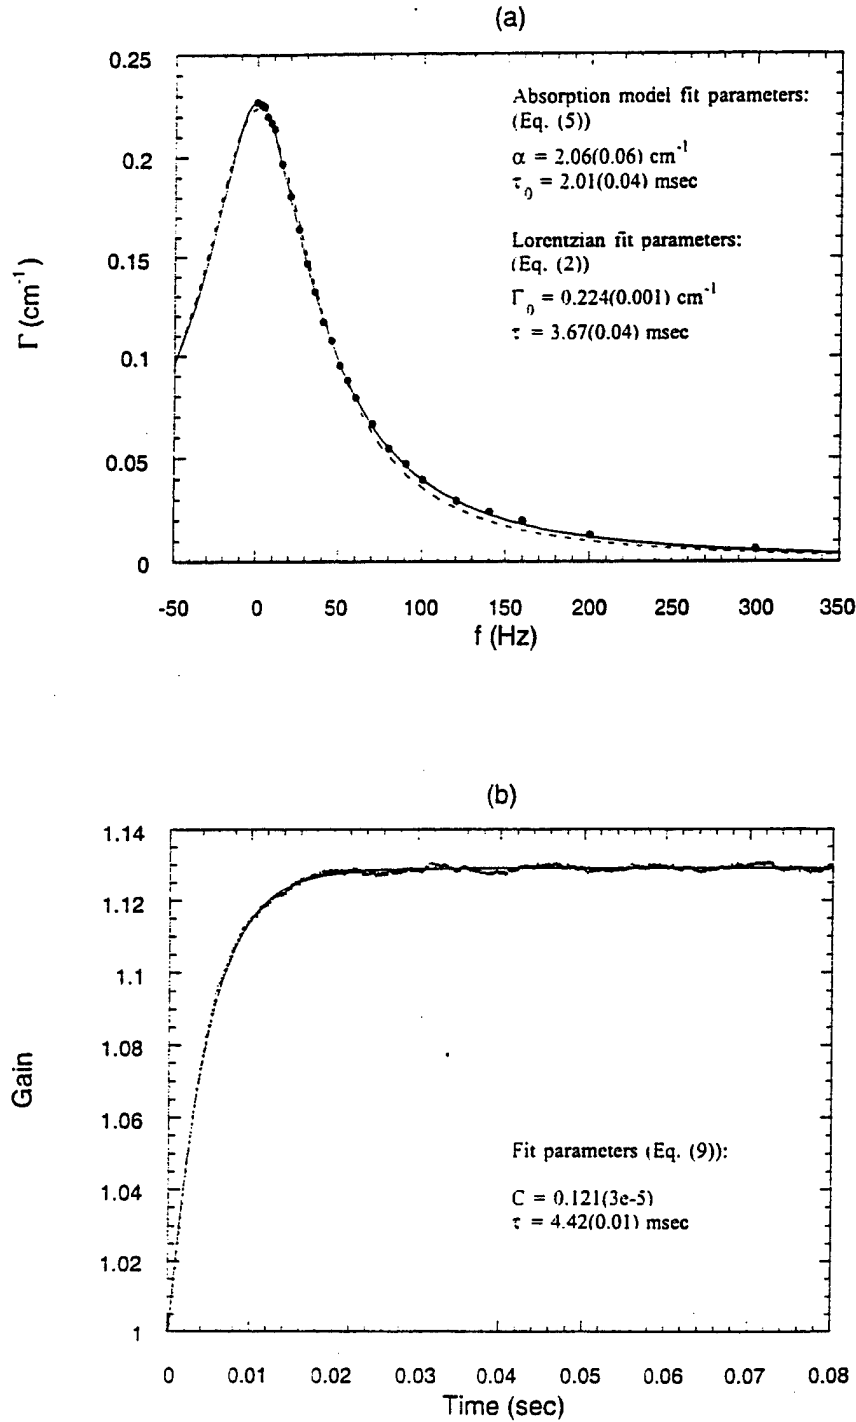 (a)
0.25
0.2
0.15
0.1
0.05
0
Γ (cm⁻¹)
Absorption model fit parameters:
(Eq. (5))
α = 2.06(0.06) cm⁻¹
τ₀ = 2.01(0.04) msec
Lorentzian fit parameters:
(Eq. (2))
Γ₀ = 0.224(0.001) cm⁻¹
τ = 3.67(0.04) msec
-50 0 50 100 150 200 250 300 350
f (Hz)
(b)
1.14
1.12
1.1
1.08
1.06
1.04
1.02
1
Gain
Fit parameters (Eq. (9)):
C = 0.121(3e-5)
τ = 4.42(0.01) msec
0 0.01 0.02 0.03 0.04 0.05 0.06 0.07 0.08
Time (sec)